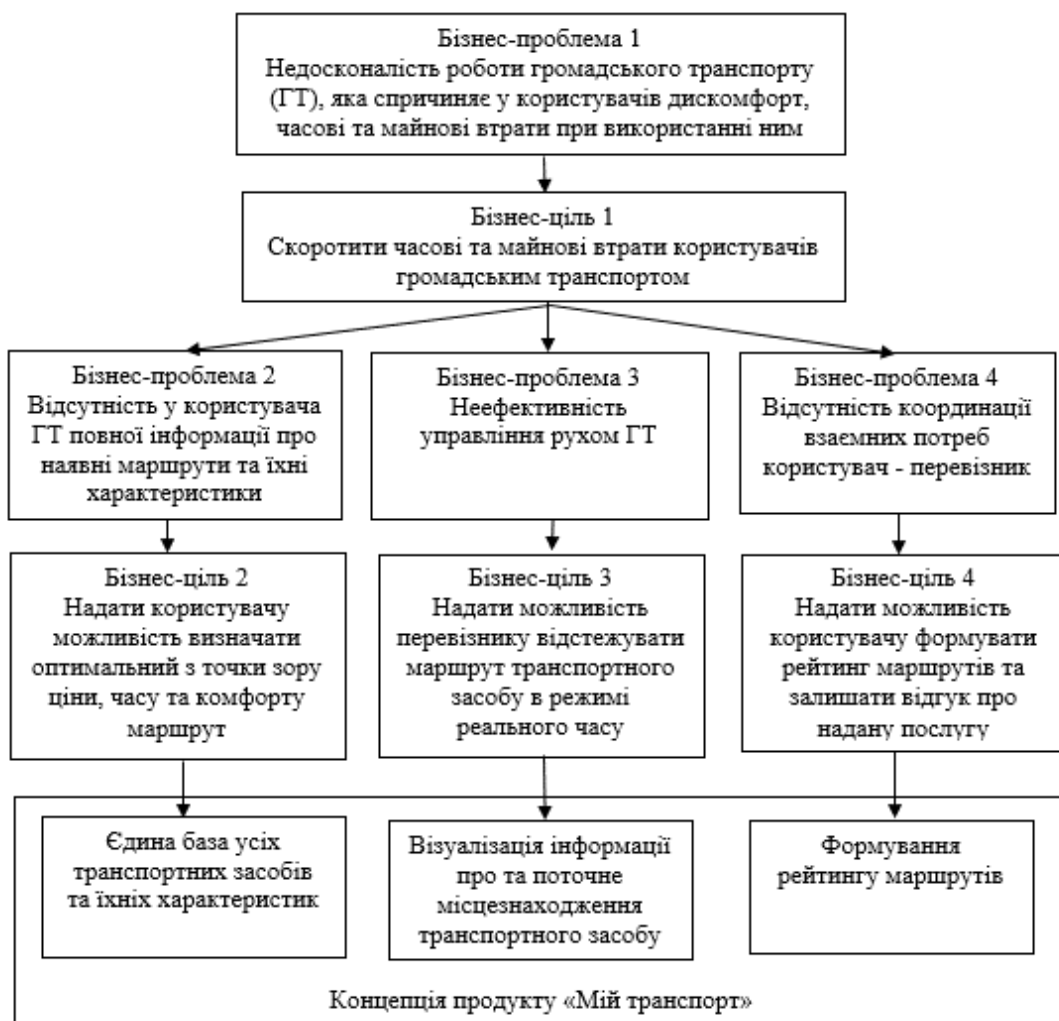 Бізнес-проблема 1
Недосконалість роботи громадського транспорту
(ГТ), яка спричиняє у користувачів дискомфорт,
часові та майнові втрати при використанні ним
Бізнес-ціль 1
Скоротити часові та майнові втрати користувачів
громадським транспортом
Бізнес-проблема 2
Відсутність у користувача
ГТ повної інформації про
наявні маршрути та їхні
характеристики
Бізнес-проблема 3
Неефективність
управління рухом ГТ
Бізнес-проблема 4
Відсутність координації
взаємних потреб
користувач - перевізник
Бізнес-ціль 2
Надати користувачу
можливість визначати
оптимальний з точки зору
ціни, часу та комфорту
маршрут
Бізнес-ціль 3
Надати можливість
перевізнику відстежувати
маршрут транспортного
засобу в режимі
реального часу
Бізнес-ціль 4
Надати можливість
користувачу формувати
рейтинг маршрутів та
залишати відгук про
надану послугу
Єдина база усіх
транспортних засобів
та їхніх характеристик
Візуалізація інформації
про та поточне
місцезнаходження
транспортного засобу
Формування
рейтингу маршрутів
Концепція продукту «Мій транспорт»